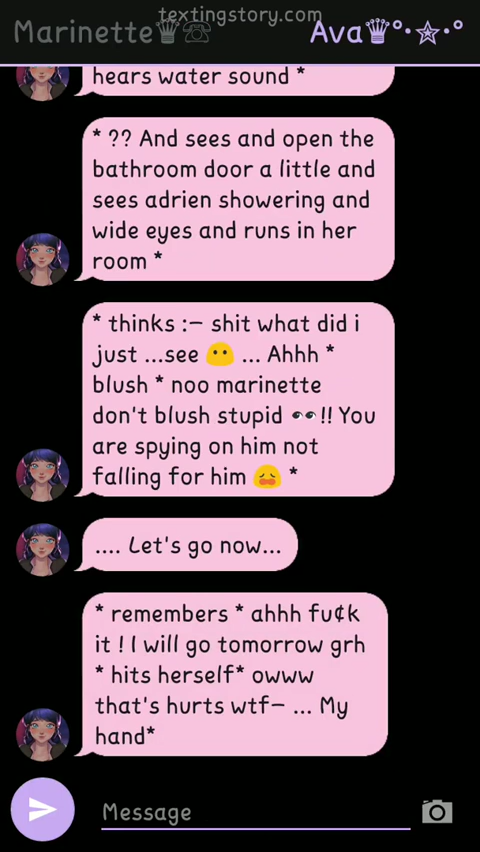 textingstory.com
Marinette♛☏ Ava♛°·☆·°
hears water sound *
* ?? And sees and open the
bathroom door a little and
sees adrien showering and
wide eyes and runs in her
room *
* thinks :– shit what did i
just ...see 😶 ... Ahhh *
blush * noo marinette
don't blush stupid 👀!! You
are spying on him not
falling for him 😩 *
.... Let's go now...
* remembers * ahhh fu¢k
it ! I will go tomorrow grh
* hits herself* owww
that's hurts wtf– ... My
hand*
Message